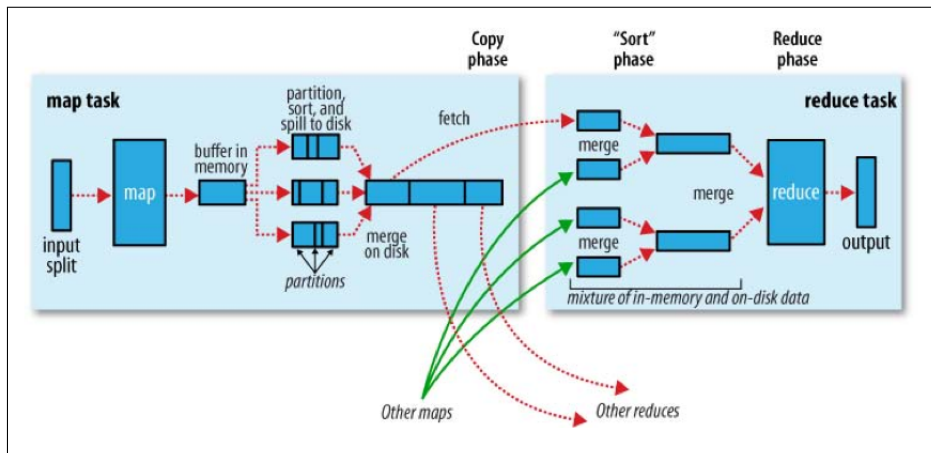 Copy
phase
"Sort"
phase
Reduce
phase
map task
partition,
sort, and
spill to disk
fetch
reduce task
buffer in
memory
merge
map
merge
reduce
input
split
merge
on disk
merge
output
partitions
mixture of in-memory and on-disk data
Other maps
Other reduces